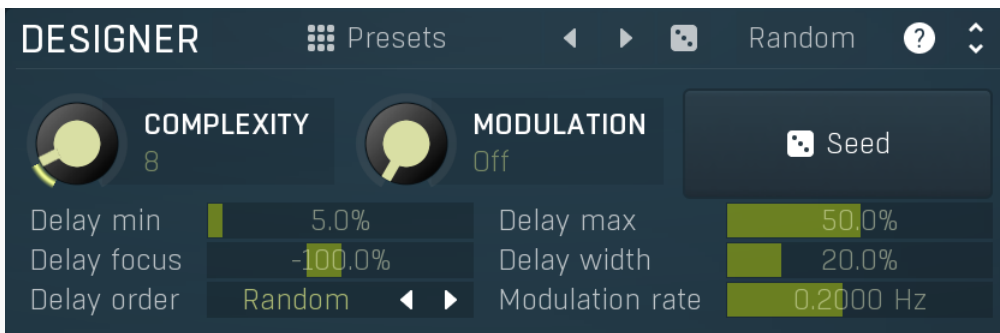 DESIGNER Presets Random ?
COMPLEXITY MODULATION
8 Off Seed
Delay min 5.0% Delay max 50.0%
Delay focus -100.0% Delay width 20.0%
Delay order Random Modulation rate 0.2000 Hz